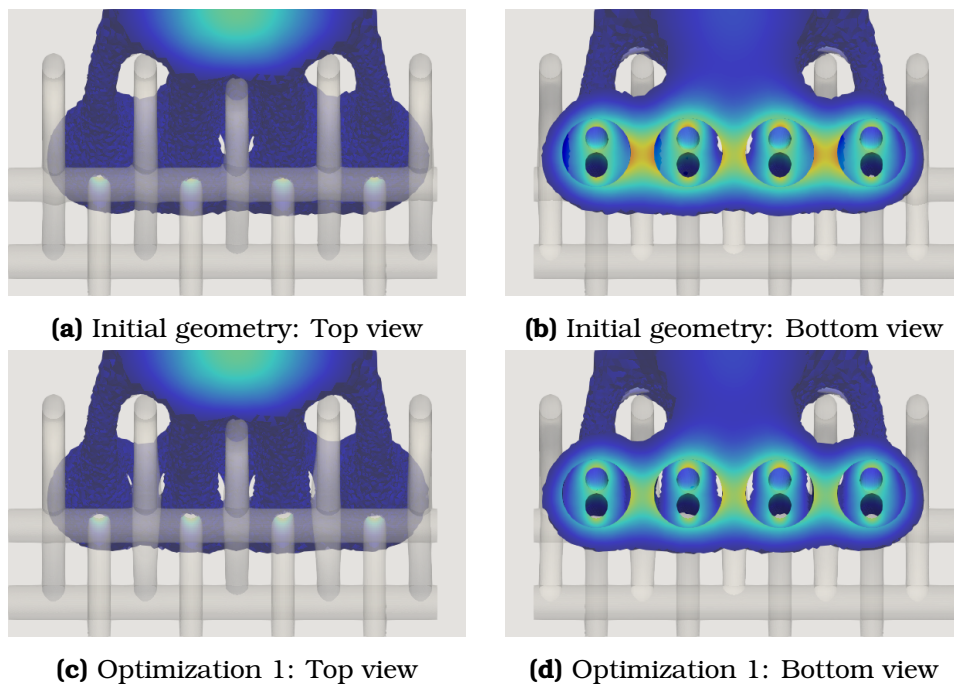 (a) Initial geometry: Top view
(b) Initial geometry: Bottom view
(c) Optimization 1: Top view
(d) Optimization 1: Bottom view